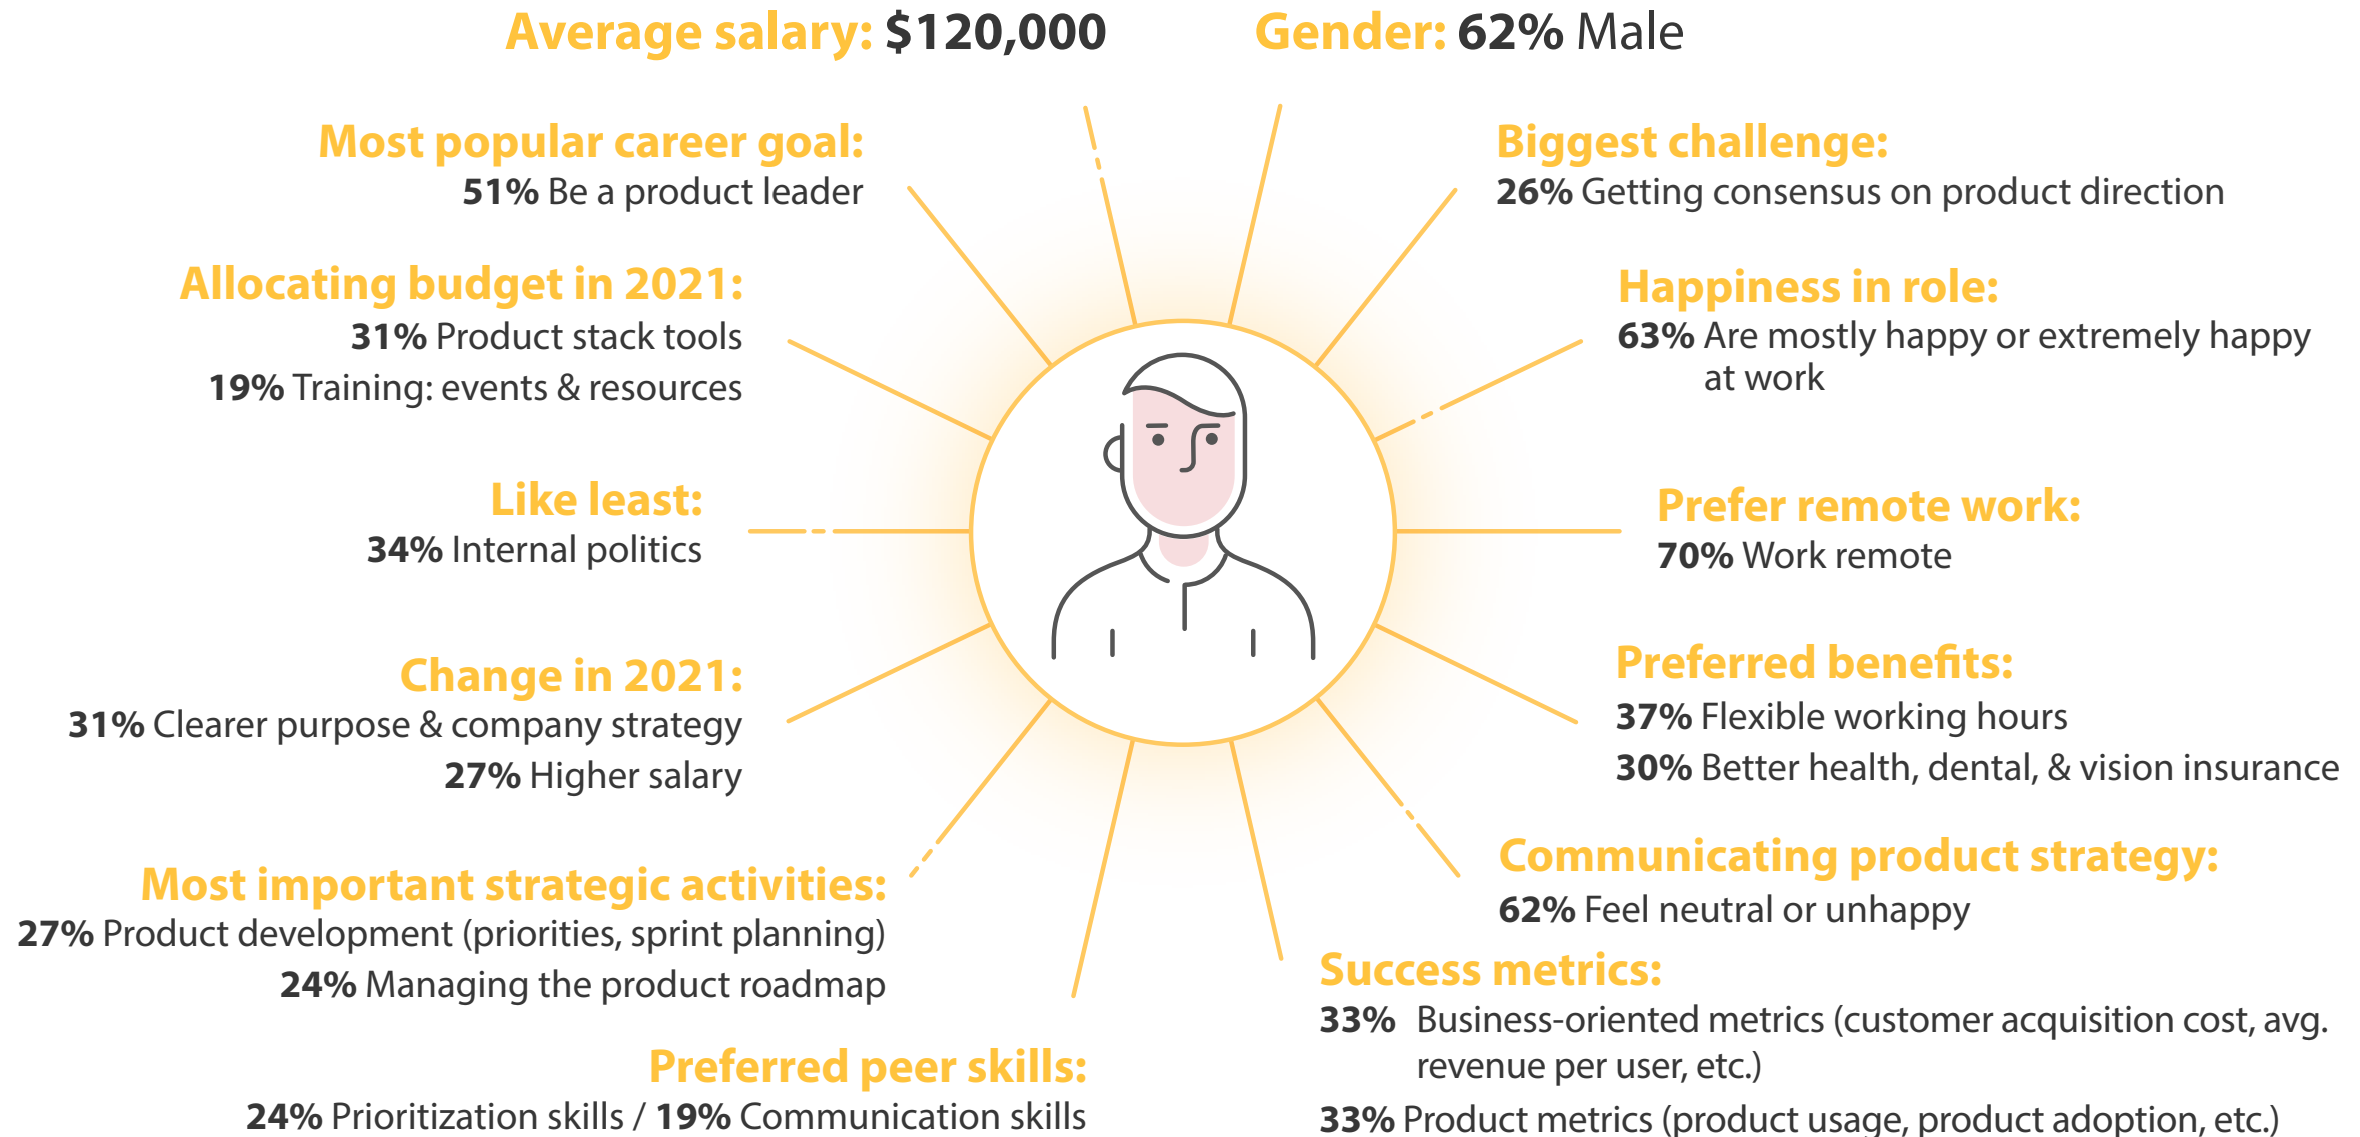 Average salary: $120,000
Gender: 62% Male
Most popular career goal:
51% Be a product leader
Allocating budget in 2021:
31% Product stack tools
19% Training: events & resources
Like least:
34% Internal politics
Change in 2021:
31% Clearer purpose & company strategy
27% Higher salary
Most important strategic activities:
27% Product development (priorities, sprint planning)
24% Managing the product roadmap
Preferred peer skills:
24% Prioritization skills / 19% Communication skills
Biggest challenge:
26% Getting consensus on product direction
Happiness in role:
63% Are mostly happy or extremely happy
at work
Prefer remote work:
70% Work remote
Preferred benefits:
37% Flexible working hours
30% Better health, dental, & vision insurance
Communicating product strategy:
62% Feel neutral or unhappy
Success metrics:
33% Business-oriented metrics (customer acquisition cost, avg.
revenue per user, etc.)
33% Product metrics (product usage, product adoption, etc.)